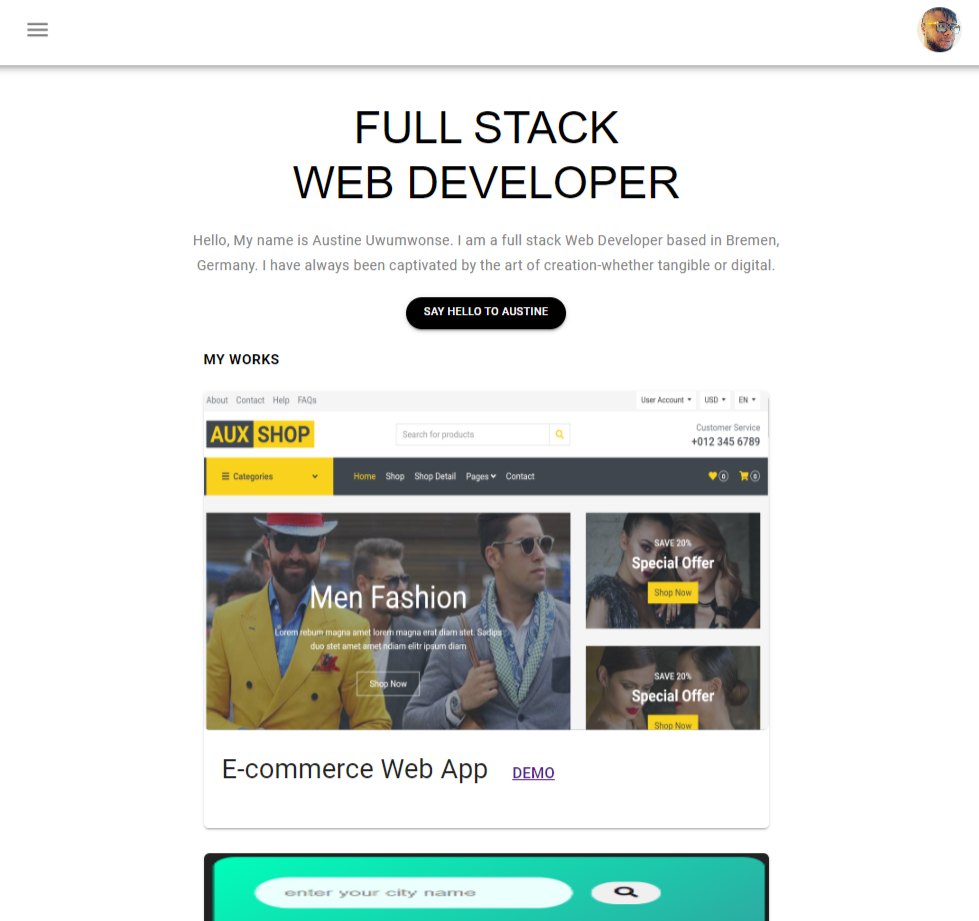 FULL STACK
WEB DEVELOPER
Hello, My name is Austine Uwumwonse. I am a full stack Web Developer based in Bremen,
Germany. I have always been captivated by the art of creation-whether tangible or digital.
SAY HELLO TO AUSTINE
MY WORKS
About Contact Help FAQs User Account USD EN
AUX SHOP Search for products Customer Service
+012 345 6789
Categories Home Shop Shop Detail Pages Contact 0 0
Men Fashion
Lorem rebum magna amet lorem magna erat diam stet. Sadips
duo stet amet amet ndiam elitr ipsum diam
Shop Now
SAVE 20%
Special Offer
Shop Now
SAVE 20%
Special Offer
Shop Now
E-commerce Web App DEMO
enter your city name